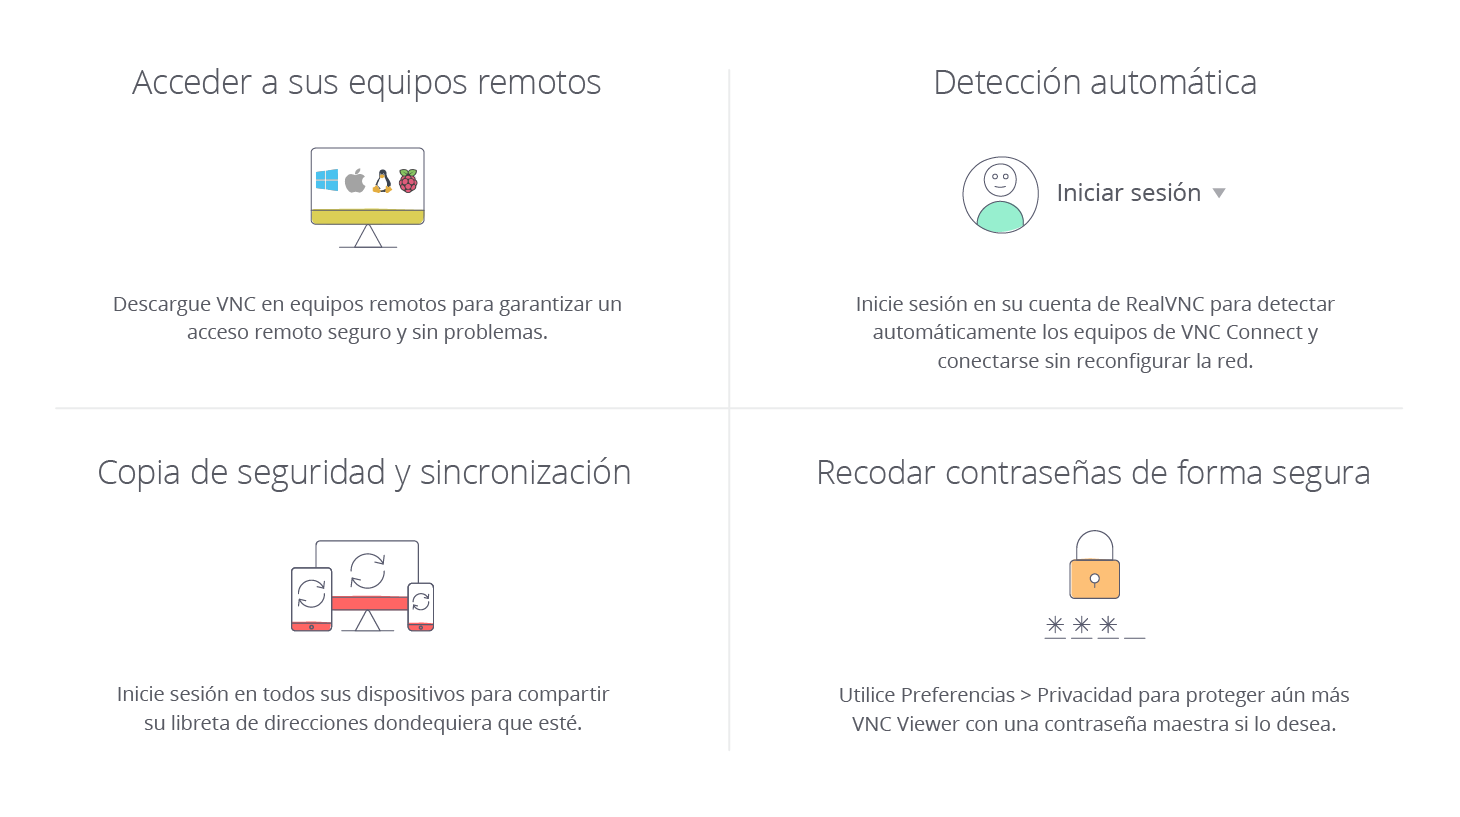 Acceder a sus equipos remotos
Descargue VNC en equipos remotos para garantizar un
acceso remoto seguro y sin problemas.
Detección automática
Iniciar sesión
Inicie sesión en su cuenta de RealVNC para detectar
automáticamente los equipos de VNC Connect y
conectarse sin reconfigurar la red.
Copia de seguridad y sincronización
Inicie sesión en todos sus dispositivos para compartir
su libreta de direcciones dondequiera que esté.
Recodar contraseñas de forma segura
Utilice Preferencias > Privacidad para proteger aún más
VNC Viewer con una contraseña maestra si lo desea.